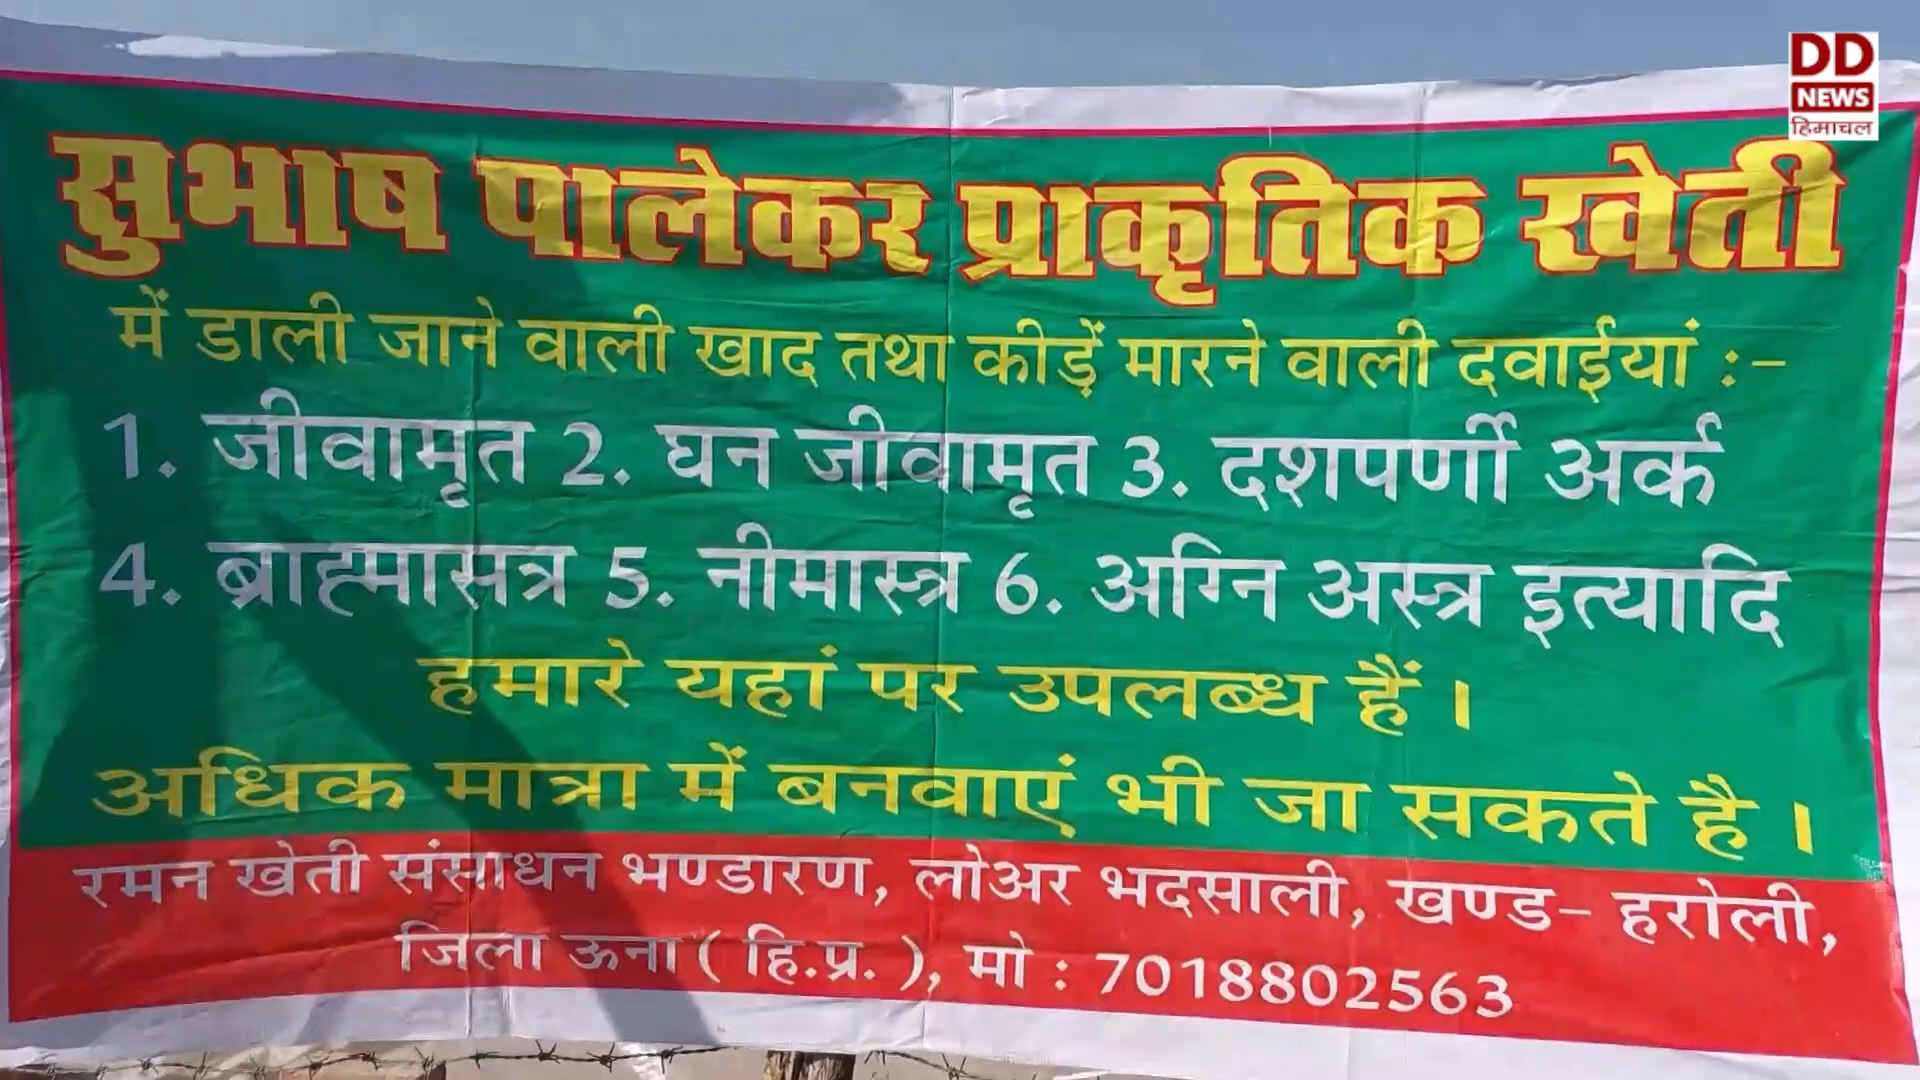 DD
NEWS
हिमाचल
सुभाष पालेकर प्राकृतिक खेती
में डाली जाने वाली खाद तथा कीड़ें मारने वाली दवाईयां :-
1. जीवामृत 2. घन जीवामृत 3. दशपर्णी अर्क
4. ब्राह्मासत्र 5. नीमास्त्र 6. अग्नि अस्त्र इत्यादि
हमारे यहां पर उपलब्ध हैं।
अधिक मात्रा में बनवाएं भी जा सकते है।
रमन खेती संसाधन भण्डारण, लोअर भदसाली, खण्ड- हरोली,
जिला ऊना ( हि.प्र. ), मो : 7018802563